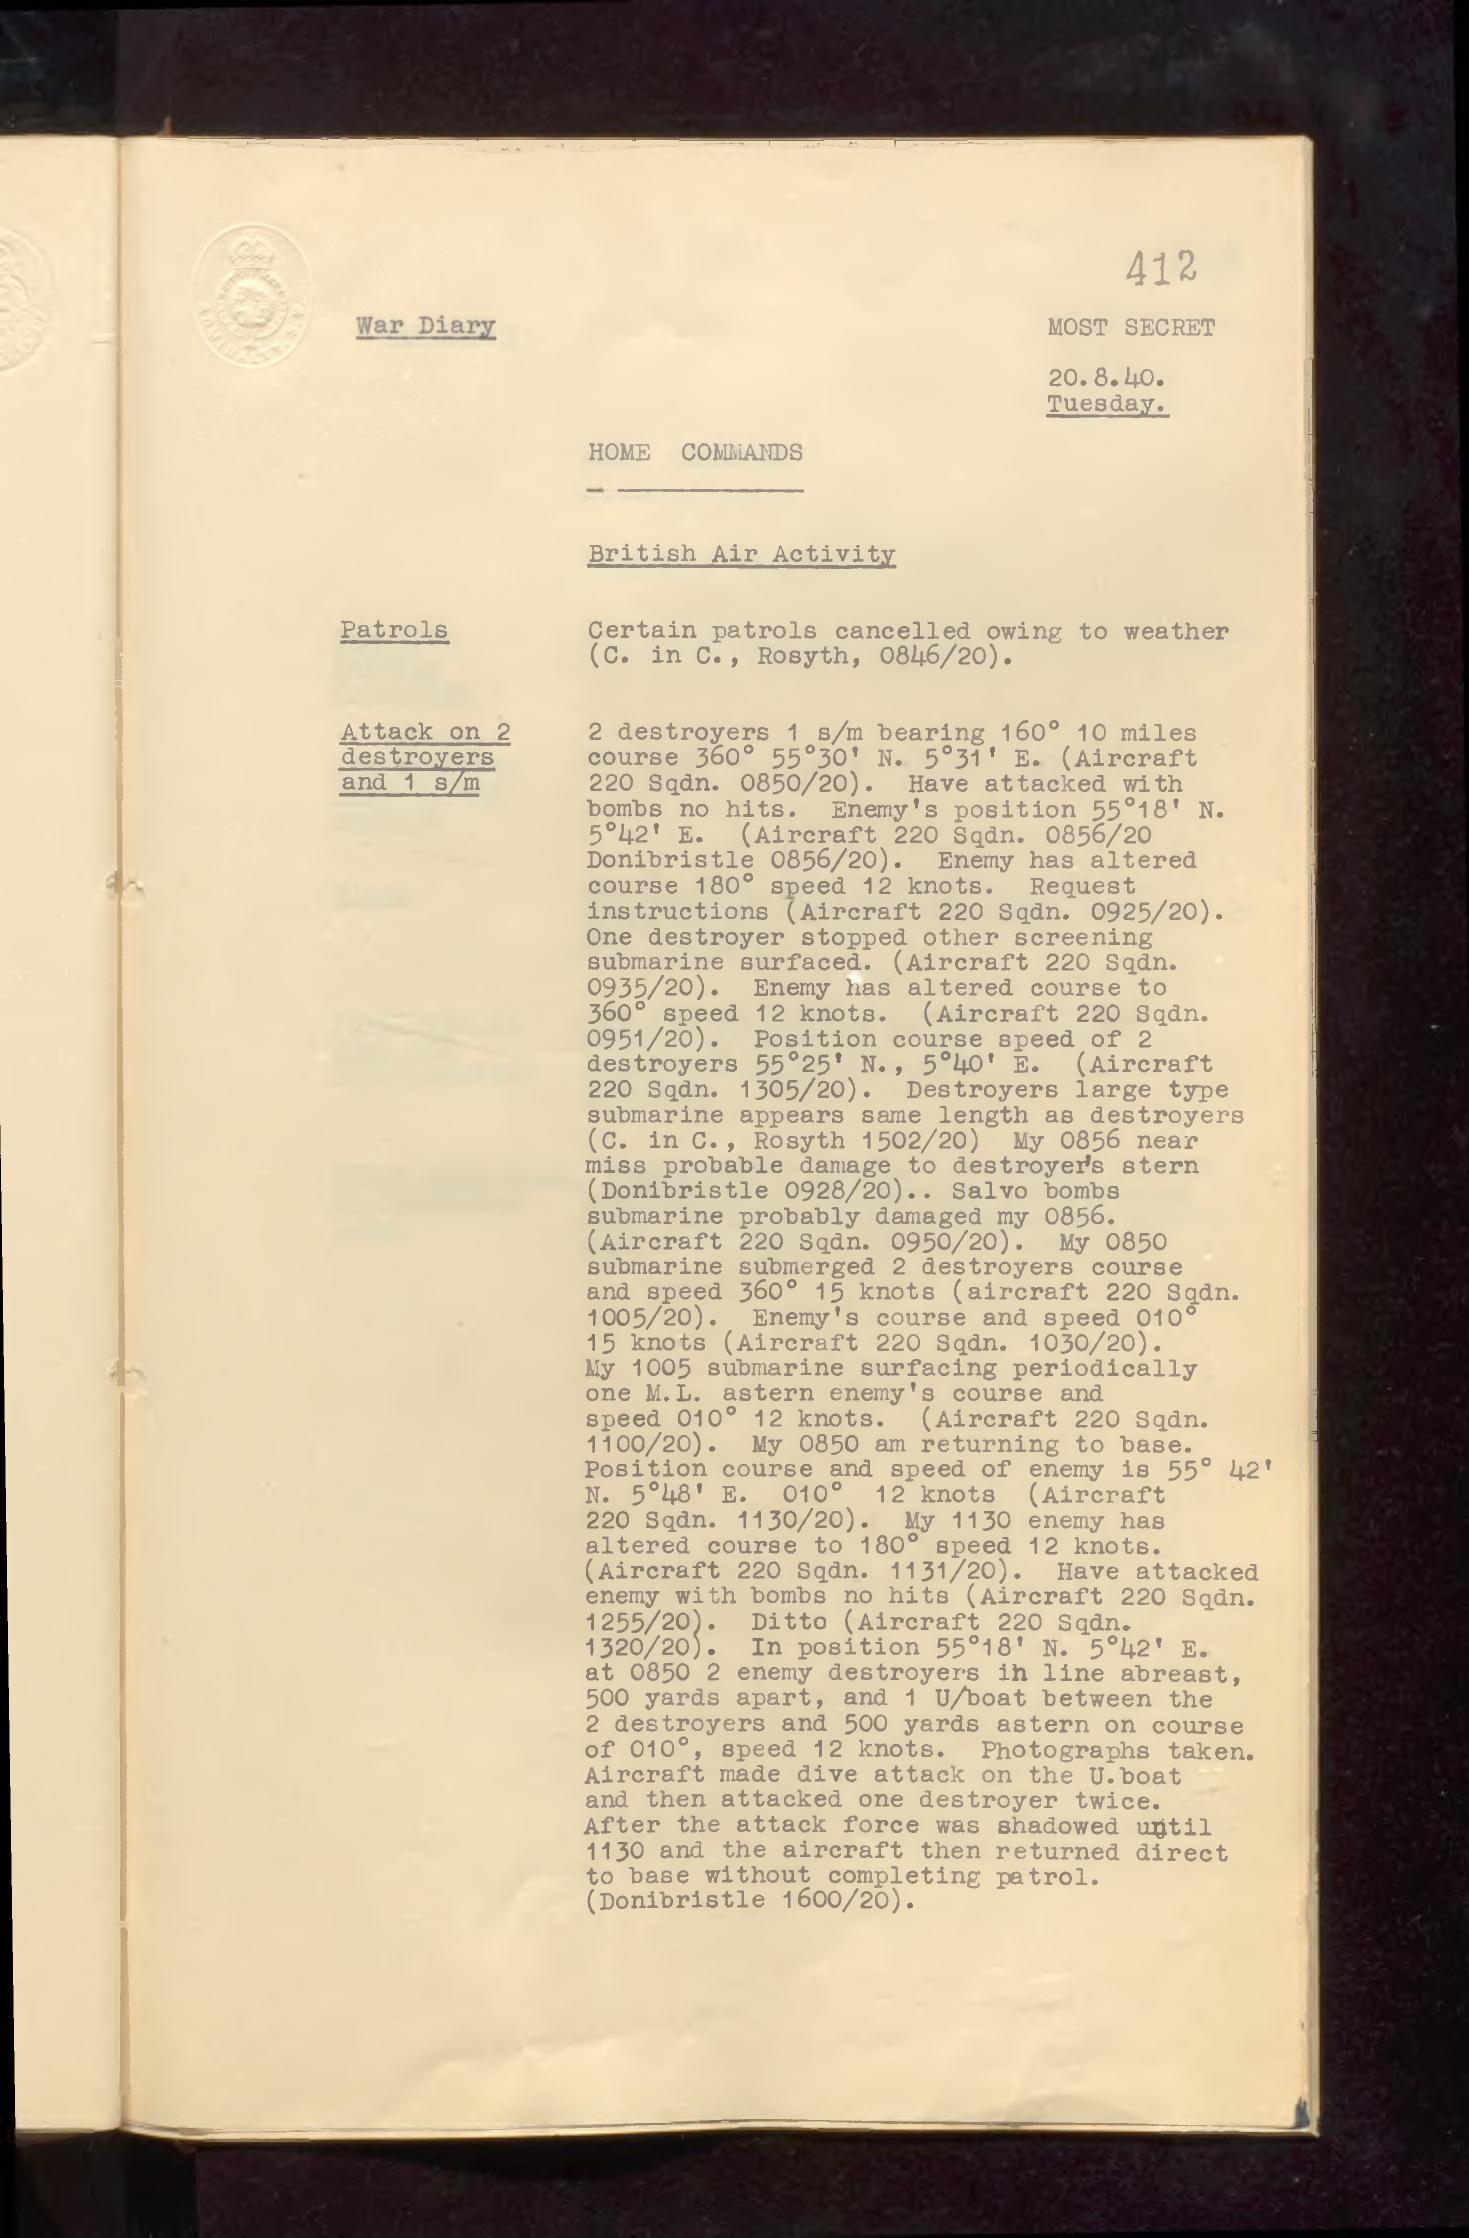 412
War Diary
MOST SECRET
20.8.40.
Tuesday.
HOME COMMANDS
British Air Activity
Patrols
Certain patrols cancelled owing to weather
(C. in C., Rosyth, 0846/20).
Attack on 2
destroyers
and 1 s/m
2 destroyers 1 s/m bearing 160° 10 miles
course 360° 55°30' N. 5°31' E. (Aircraft
220 Sqdn. 0850/20). Have attacked with
bombs no hits. Enemy's position 55°18' N.
5°42' E. (Aircraft 220 Sqdn. 0856/20
Donibristle 0856/20). Enemy has altered
course 180° speed 12 knots. Request
instructions (Aircraft 220 Sqdn. 0925/20).
One destroyer stopped other screening
submarine surfaced. (Aircraft 220 Sqdn.
0935/20). Enemy has altered course to
360° speed 12 knots. (Aircraft 220 Sqdn.
0951/20). Position course speed of 2
destroyers 55°25' N., 5°40' E. (Aircraft
220 Sqdn. 1305/20). Destroyers large type
submarine appears same length as destroyers
(C. in C., Rosyth 1502/20) My 0856 near
miss probable damage to destroyer's stern
(Donibristle 0928/20).. Salvo bombs
submarine probably damaged my 0856.
(Aircraft 220 Sqdn. 0950/20). My 0850
submarine submerged 2 destroyers course
and speed 360° 15 knots (aircraft 220 Sqdn.
1005/20). Enemy's course and speed 010°
15 knots (Aircraft 220 Sqdn. 1030/20).
My 1005 submarine surfacing periodically
one M.L. astern enemy's course and
speed 010° 12 knots. (Aircraft 220 Sqdn.
1100/20). My 0850 am returning to base.
Position course and speed of enemy is 55° 42'
N. 5°48' E. 010° 12 knots (Aircraft
220 Sqdn. 1130/20). My 1130 enemy has
altered course to 180° speed 12 knots.
(Aircraft 220 Sqdn. 1131/20). Have attacked
enemy with bombs no hits (Aircraft 220 Sqdn.
1255/20). Ditto (Aircraft 220 Sqdn.
1320/20). In position 55°18' N. 5°42' E.
at 0850 2 enemy destroyers in line abreast,
500 yards apart, and 1 U/boat between the
2 destroyers and 500 yards astern on course
of 010°, speed 12 knots. Photographs taken.
Aircraft made dive attack on the U.boat
and then attacked one destroyer twice.
After the attack force was shadowed until
1130 and the aircraft then returned direct
to base without completing patrol.
(Donibristle 1600/20).